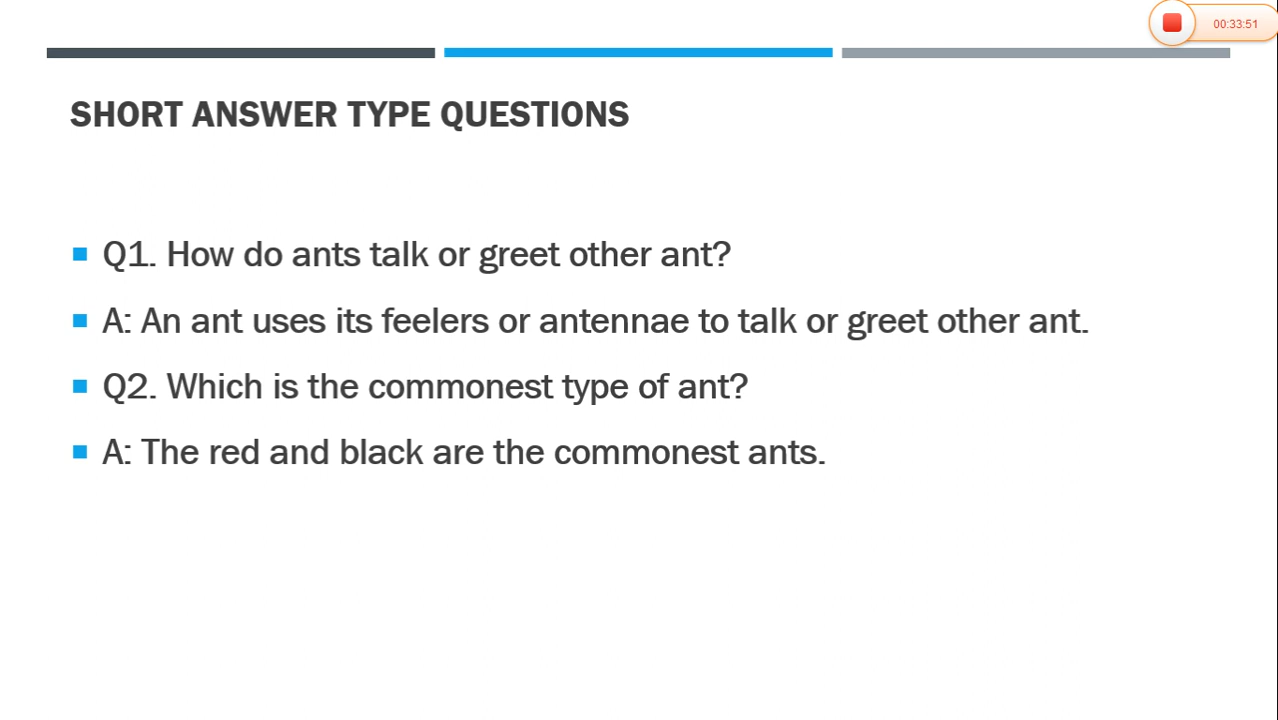 00:33:51
SHORT ANSWER TYPE QUESTIONS
Q1. How do ants talk or greet other ant?
A: An ant uses its feelers or antennae to talk or greet other ant.
Q2. Which is the commonest type of ant?
A: The red and black are the commonest ants.